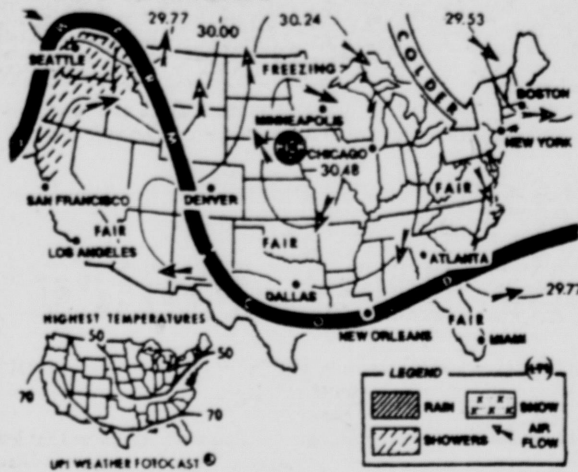 29.77
30.00
30.24
29.53
SEATTLE
FREEZING
COLDER
MINNEAPOLIS
BOSTON
NEW YORK
CHICAGO
30.48
SAN FRANCISCO
DENVER
FAIR
FAIR
FAIR
LOS ANGELES
ATLANTA
DALLAS
29.77
NEW ORLEANS
FAIR
MIAMI
HIGHEST TEMPERATURES
50
50
70
70
LEGEND
RAIN
SNOW
SHOWERS
AIR
FLOW
UPI WEATHER FOTOCAST ®